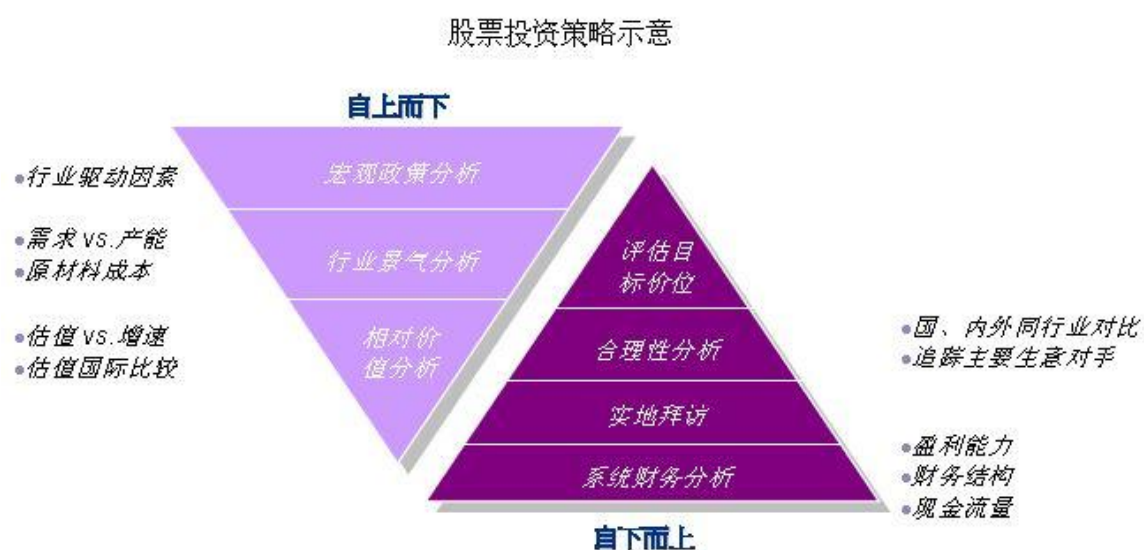 股票投资策略示意
自上而下
宏观政策分析
•行业驱动因素
•需求 vs.产能
•原材料成本
行业景气分析
•估值 vs.增速
•估值国际比较
相对价
值分析
评估目
标价位
合理性分析
•国、内外同行业对比
•追踪主要生意对手
实地拜访
系统财务分析
•盈利能力
•财务结构
•现金流量
自下而上